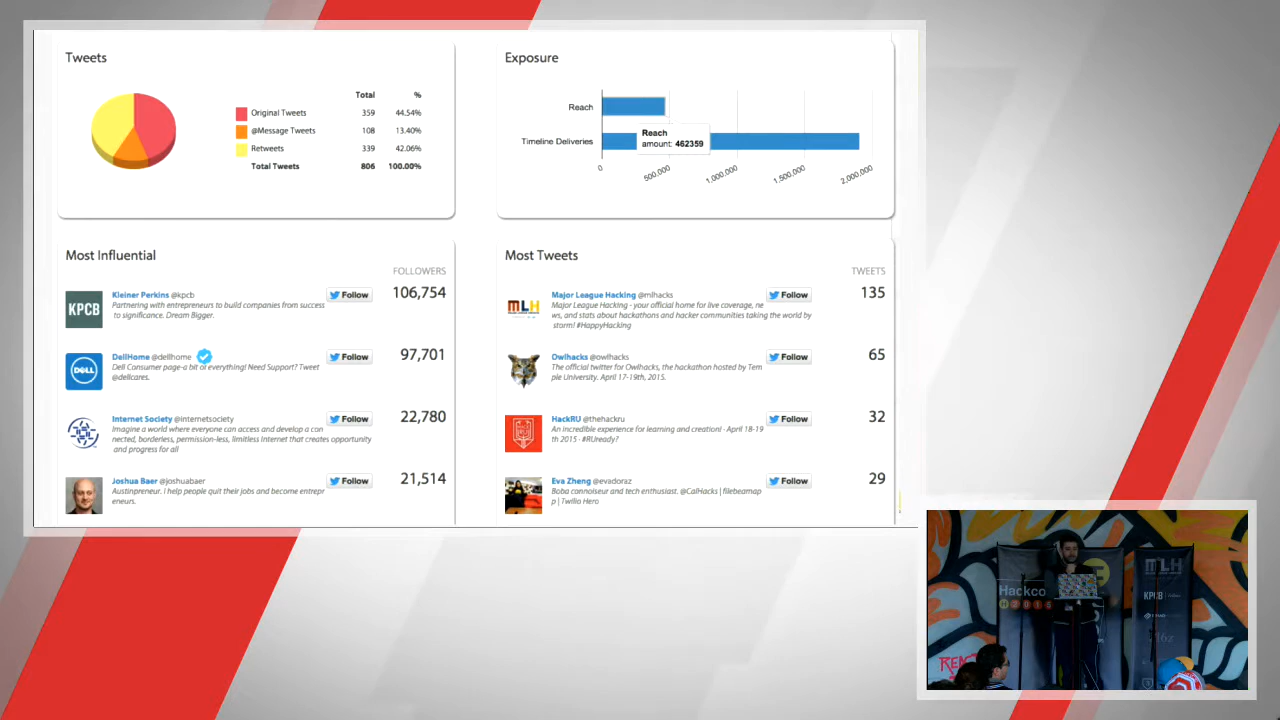 Tweets
Total %
Original Tweets 359 44.54%
@Message Tweets 108 13.40%
Retweets 339 42.06%
Total Tweets 806 100.00%
Exposure
Reach
Timeline Deliveries
Reach
amount: 462359
0 500,000 1,000,000 1,500,000 2,000,000
Most Influential
FOLLOWERS
KPCB
Kleiner Perkins @kpcb Follow 106,754
Partnering with entrepreneurs to build companies from success
to significance. Dream Bigger.
DELL
DellHome @dellhome Follow 97,701
Dell Consumer page-a bit of everything! Need Support? Tweet
@dellcares.
Internet Society @internetsociety Follow 22,780
Imagine a world where everyone can access and develop a con
nected, borderless, permission-less, limitless Internet that creates opportunity
and progress for all
Joshua Baer @joshuabaer Follow 21,514
Austinpreneur. I help people quit their jobs and become entrepr
eneurs.
Most Tweets
TWEETS
MLH
Major League Hacking @mlhacks Follow 135
Major League Hacking - your official home for live coverage, ne
ws, and stats about hackathons and hacker communities taking the world by
storm! #HappyHacking
Owlhacks @owlhacks Follow 65
The official twitter for Owlhacks, the hackathon hosted by Tem
ple University. April 17-19th, 2015.
HackRU @thehackru Follow 32
An incredible experience for learning and creation! - April 18-19
th 2015 - #RUready?
Eva Zheng @evadoraz Follow 29
Boba connoiseur and tech enthusiast. @CalHacks | filebeamap
p | Twilio Hero
Hackco
MLH
KPCB